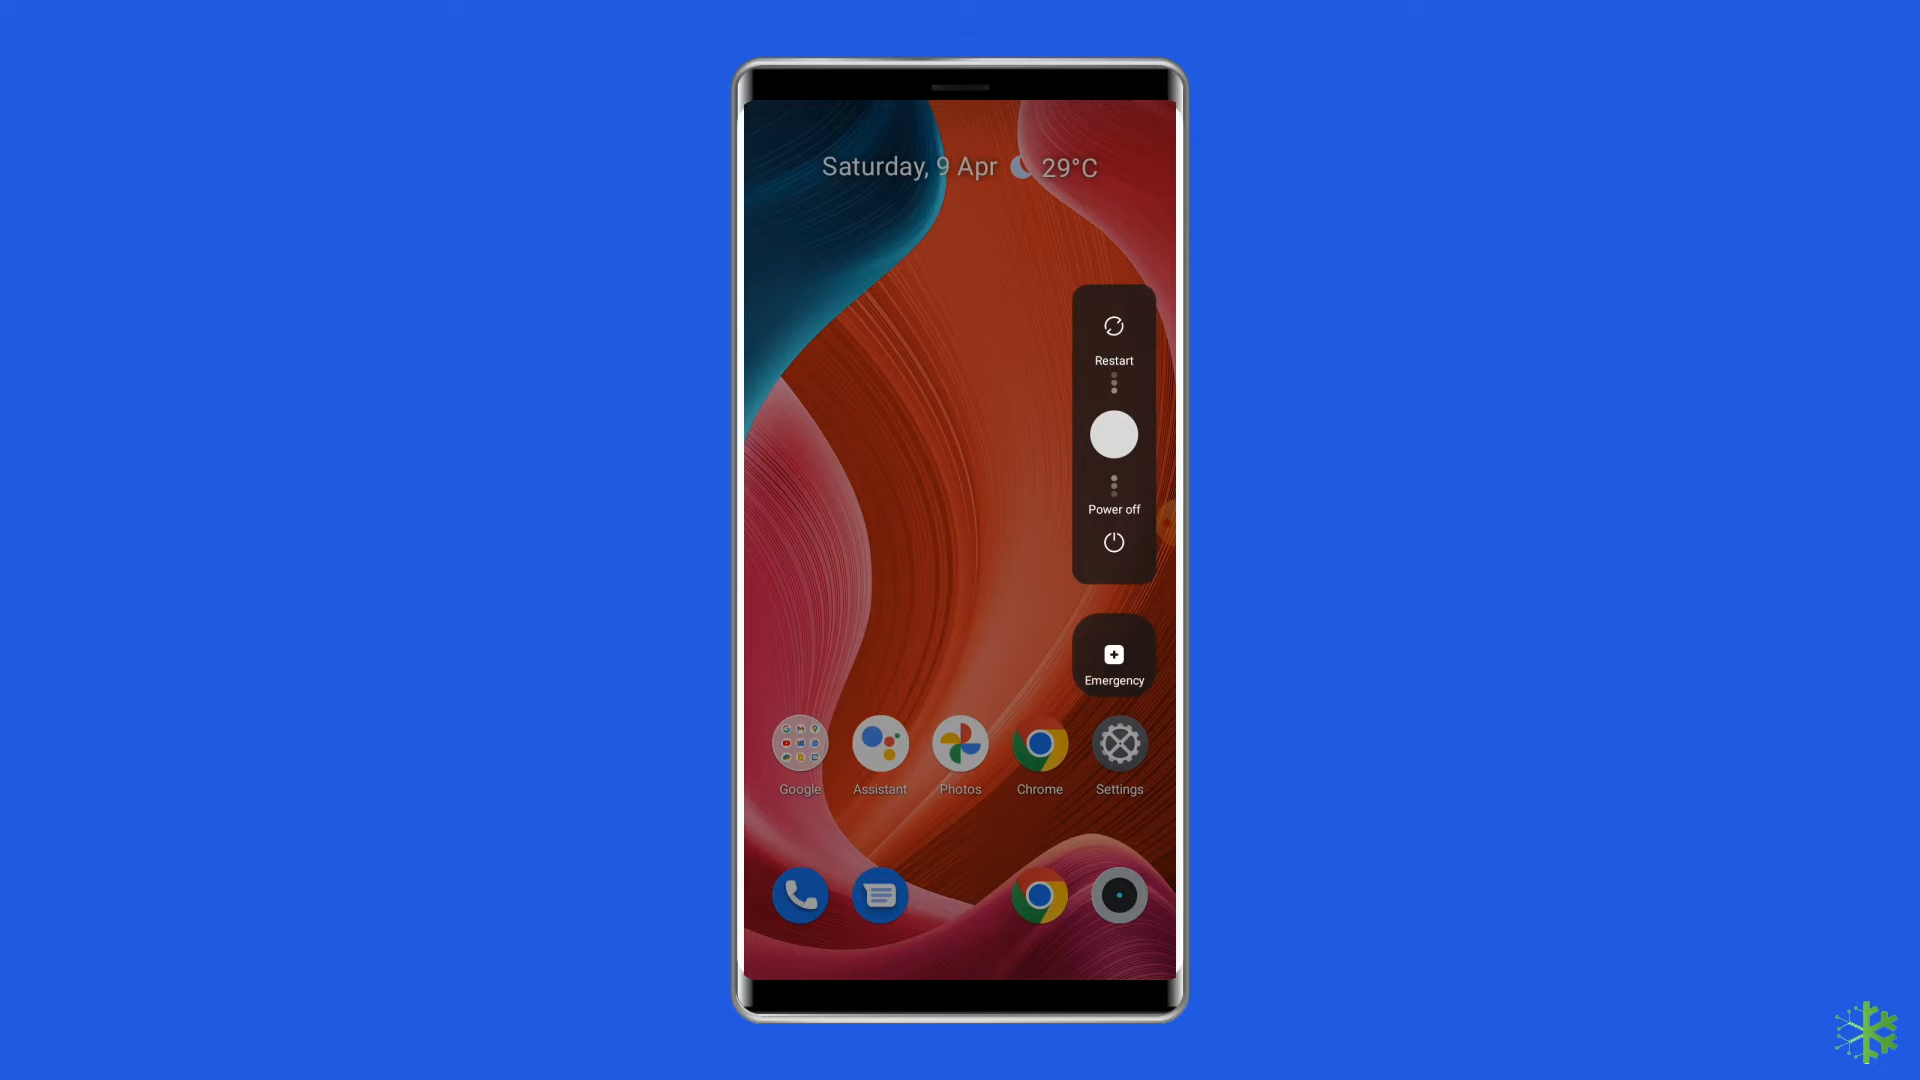 Saturday, 9 Apr 29°C
Restart
Power off
Emergency
Google
Assistant
Photos
Chrome
Settings